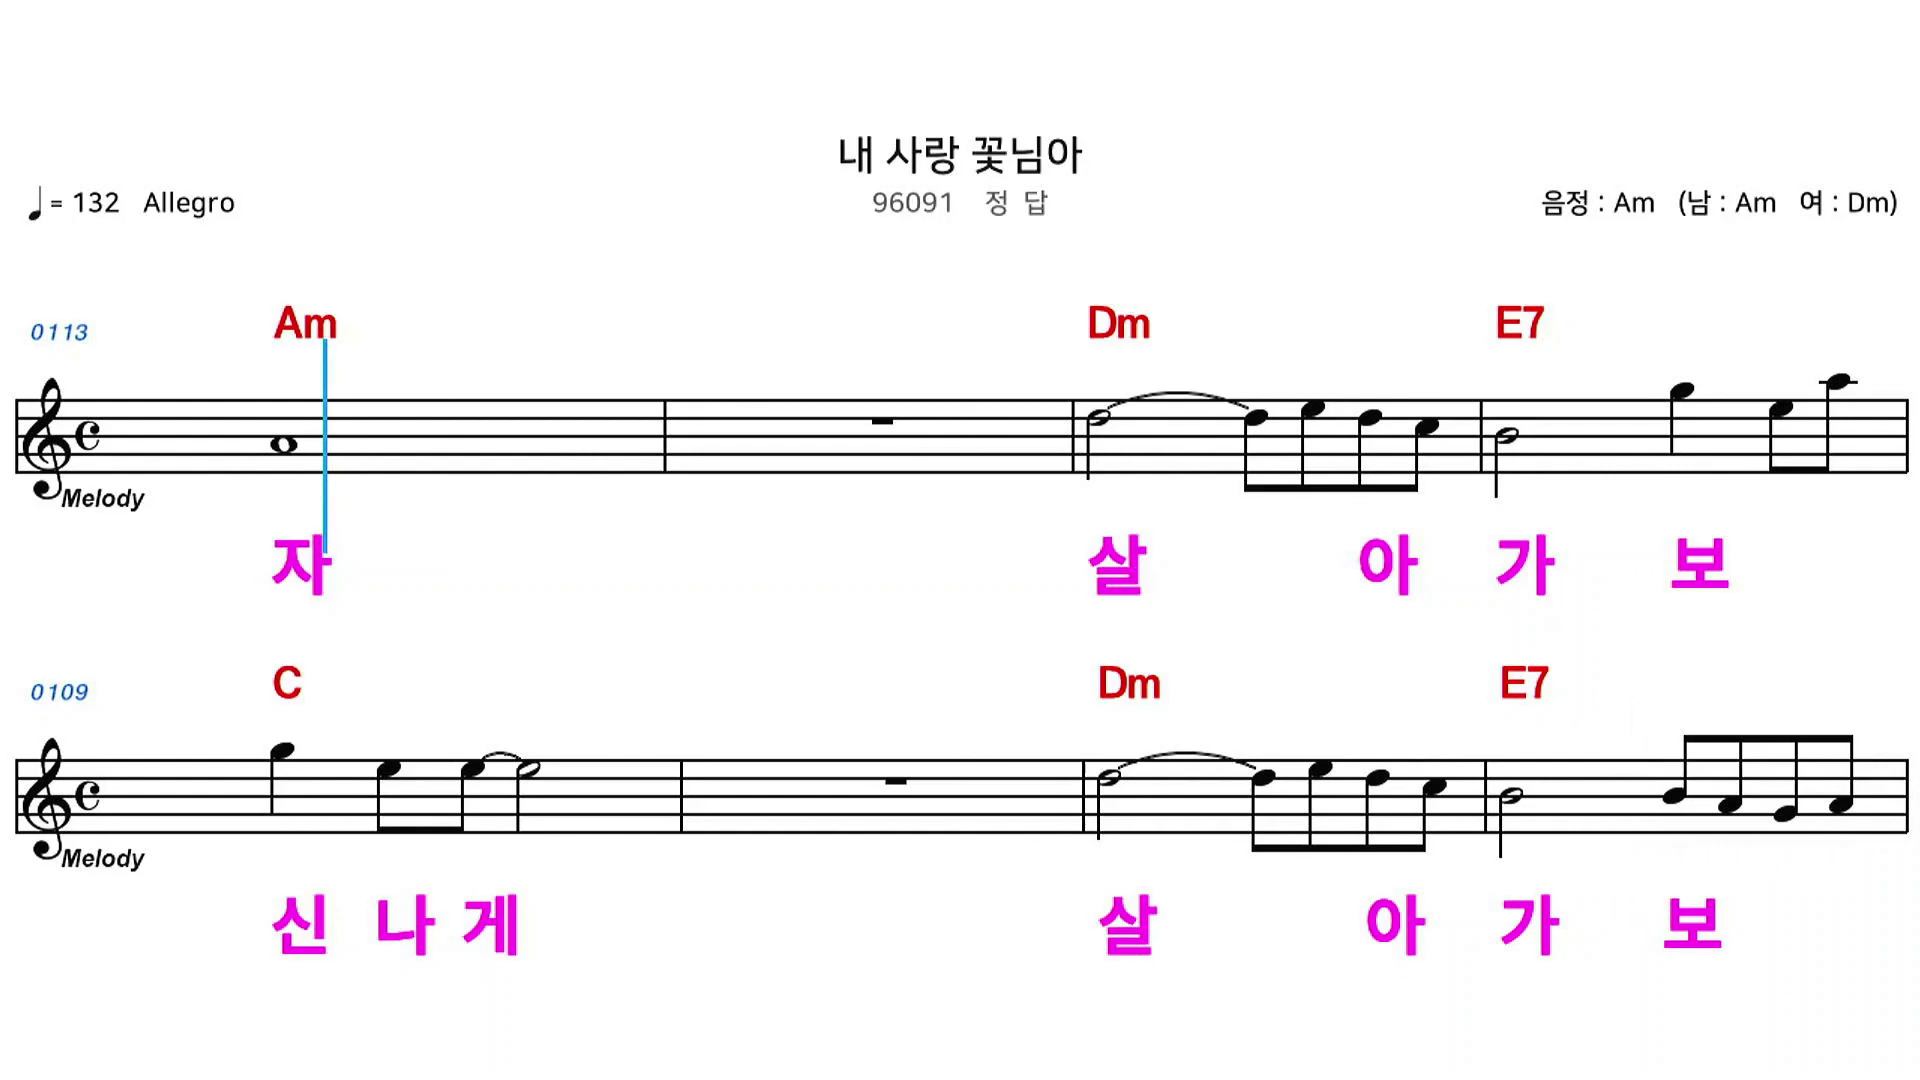 내 사랑 꽃님아
♩= 132 Allegro 96091 정 답 음정 : Am (남 : Am 여 : Dm)
0113 Am Dm E7
Melody
자 살 아 가 보
0109 C Dm E7
Melody
신 나 게 살 아 가 보